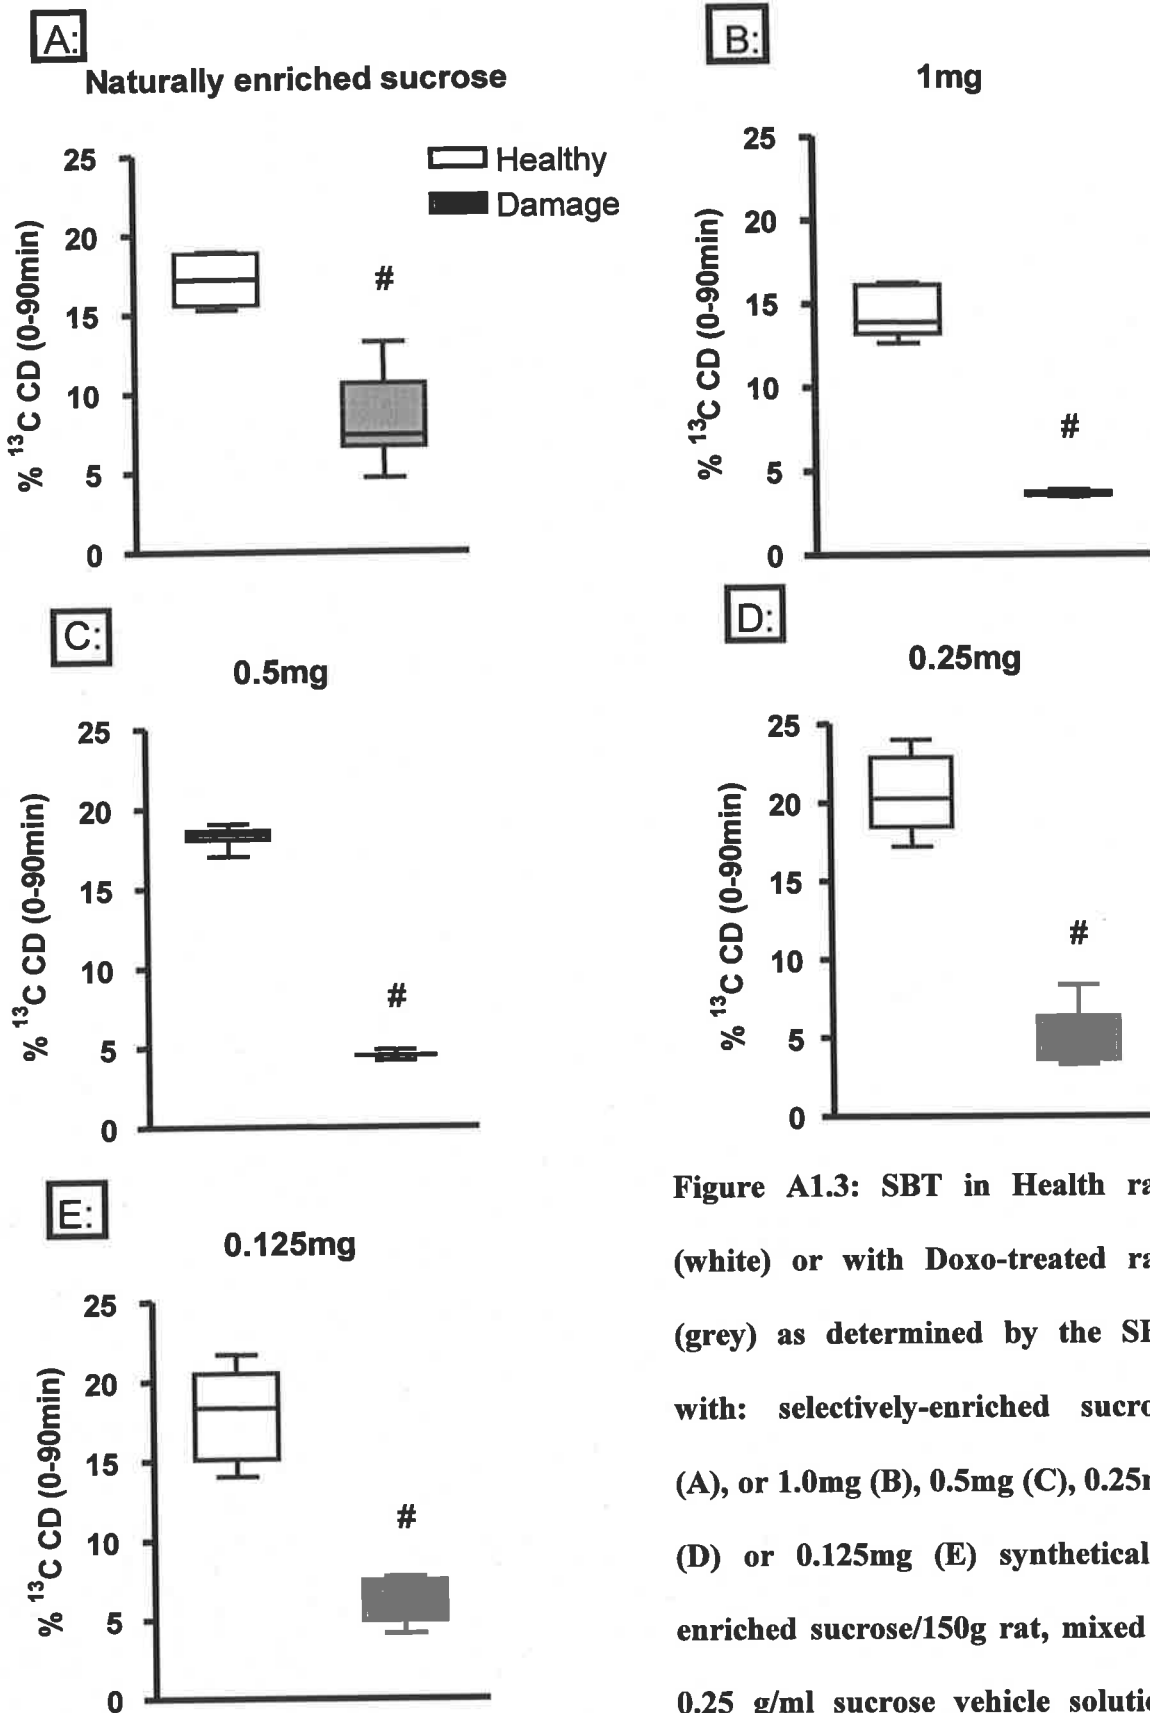 A:
Naturally enriched sucrose
Healthy
Damage
% ¹³C CD (0-90min)
25
20
15
10
5
0
#
B:
1mg
% ¹³C CD (0-90min)
25
20
15
10
5
0
#
C:
0.5mg
% ¹³C CD (0-90min)
25
20
15
10
5
0
#
D:
0.25mg
% ¹³C CD (0-90min)
25
20
15
10
5
0
#
E:
0.125mg
% ¹³C CD (0-90min)
25
20
15
10
5
0
#
Figure A1.3: SBT in Health
(white) or with Doxo-treated
(grey) as determined by the
with: selectively-enriched
(A), or 1.0mg (B), 0.5mg (C),
(D) or 0.125mg (E)
enriched sucrose/150g rat, mixed
0.25 g/ml sucrose vehicle